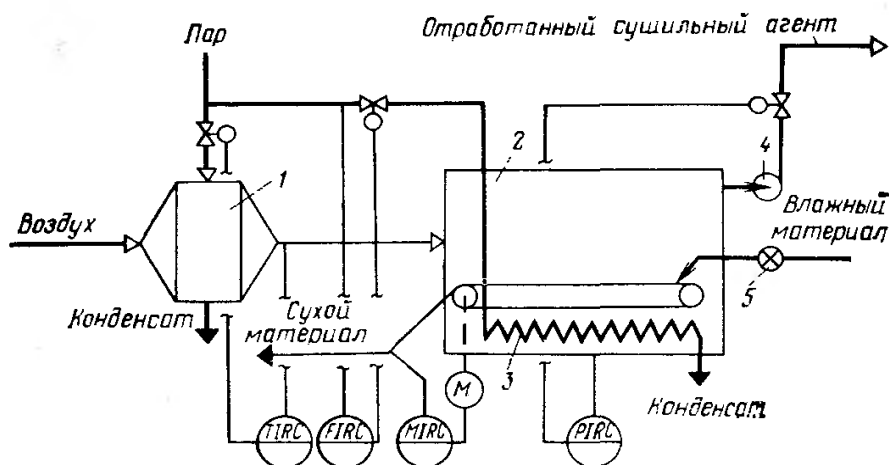 Пар
Отработанный сушильный агент
1
2
4
Воздух
Влажный
материал
5
Конденсат
Сухой
материал
3
М
Конденсат
TIRC
FIRC
MIRC
PIRC